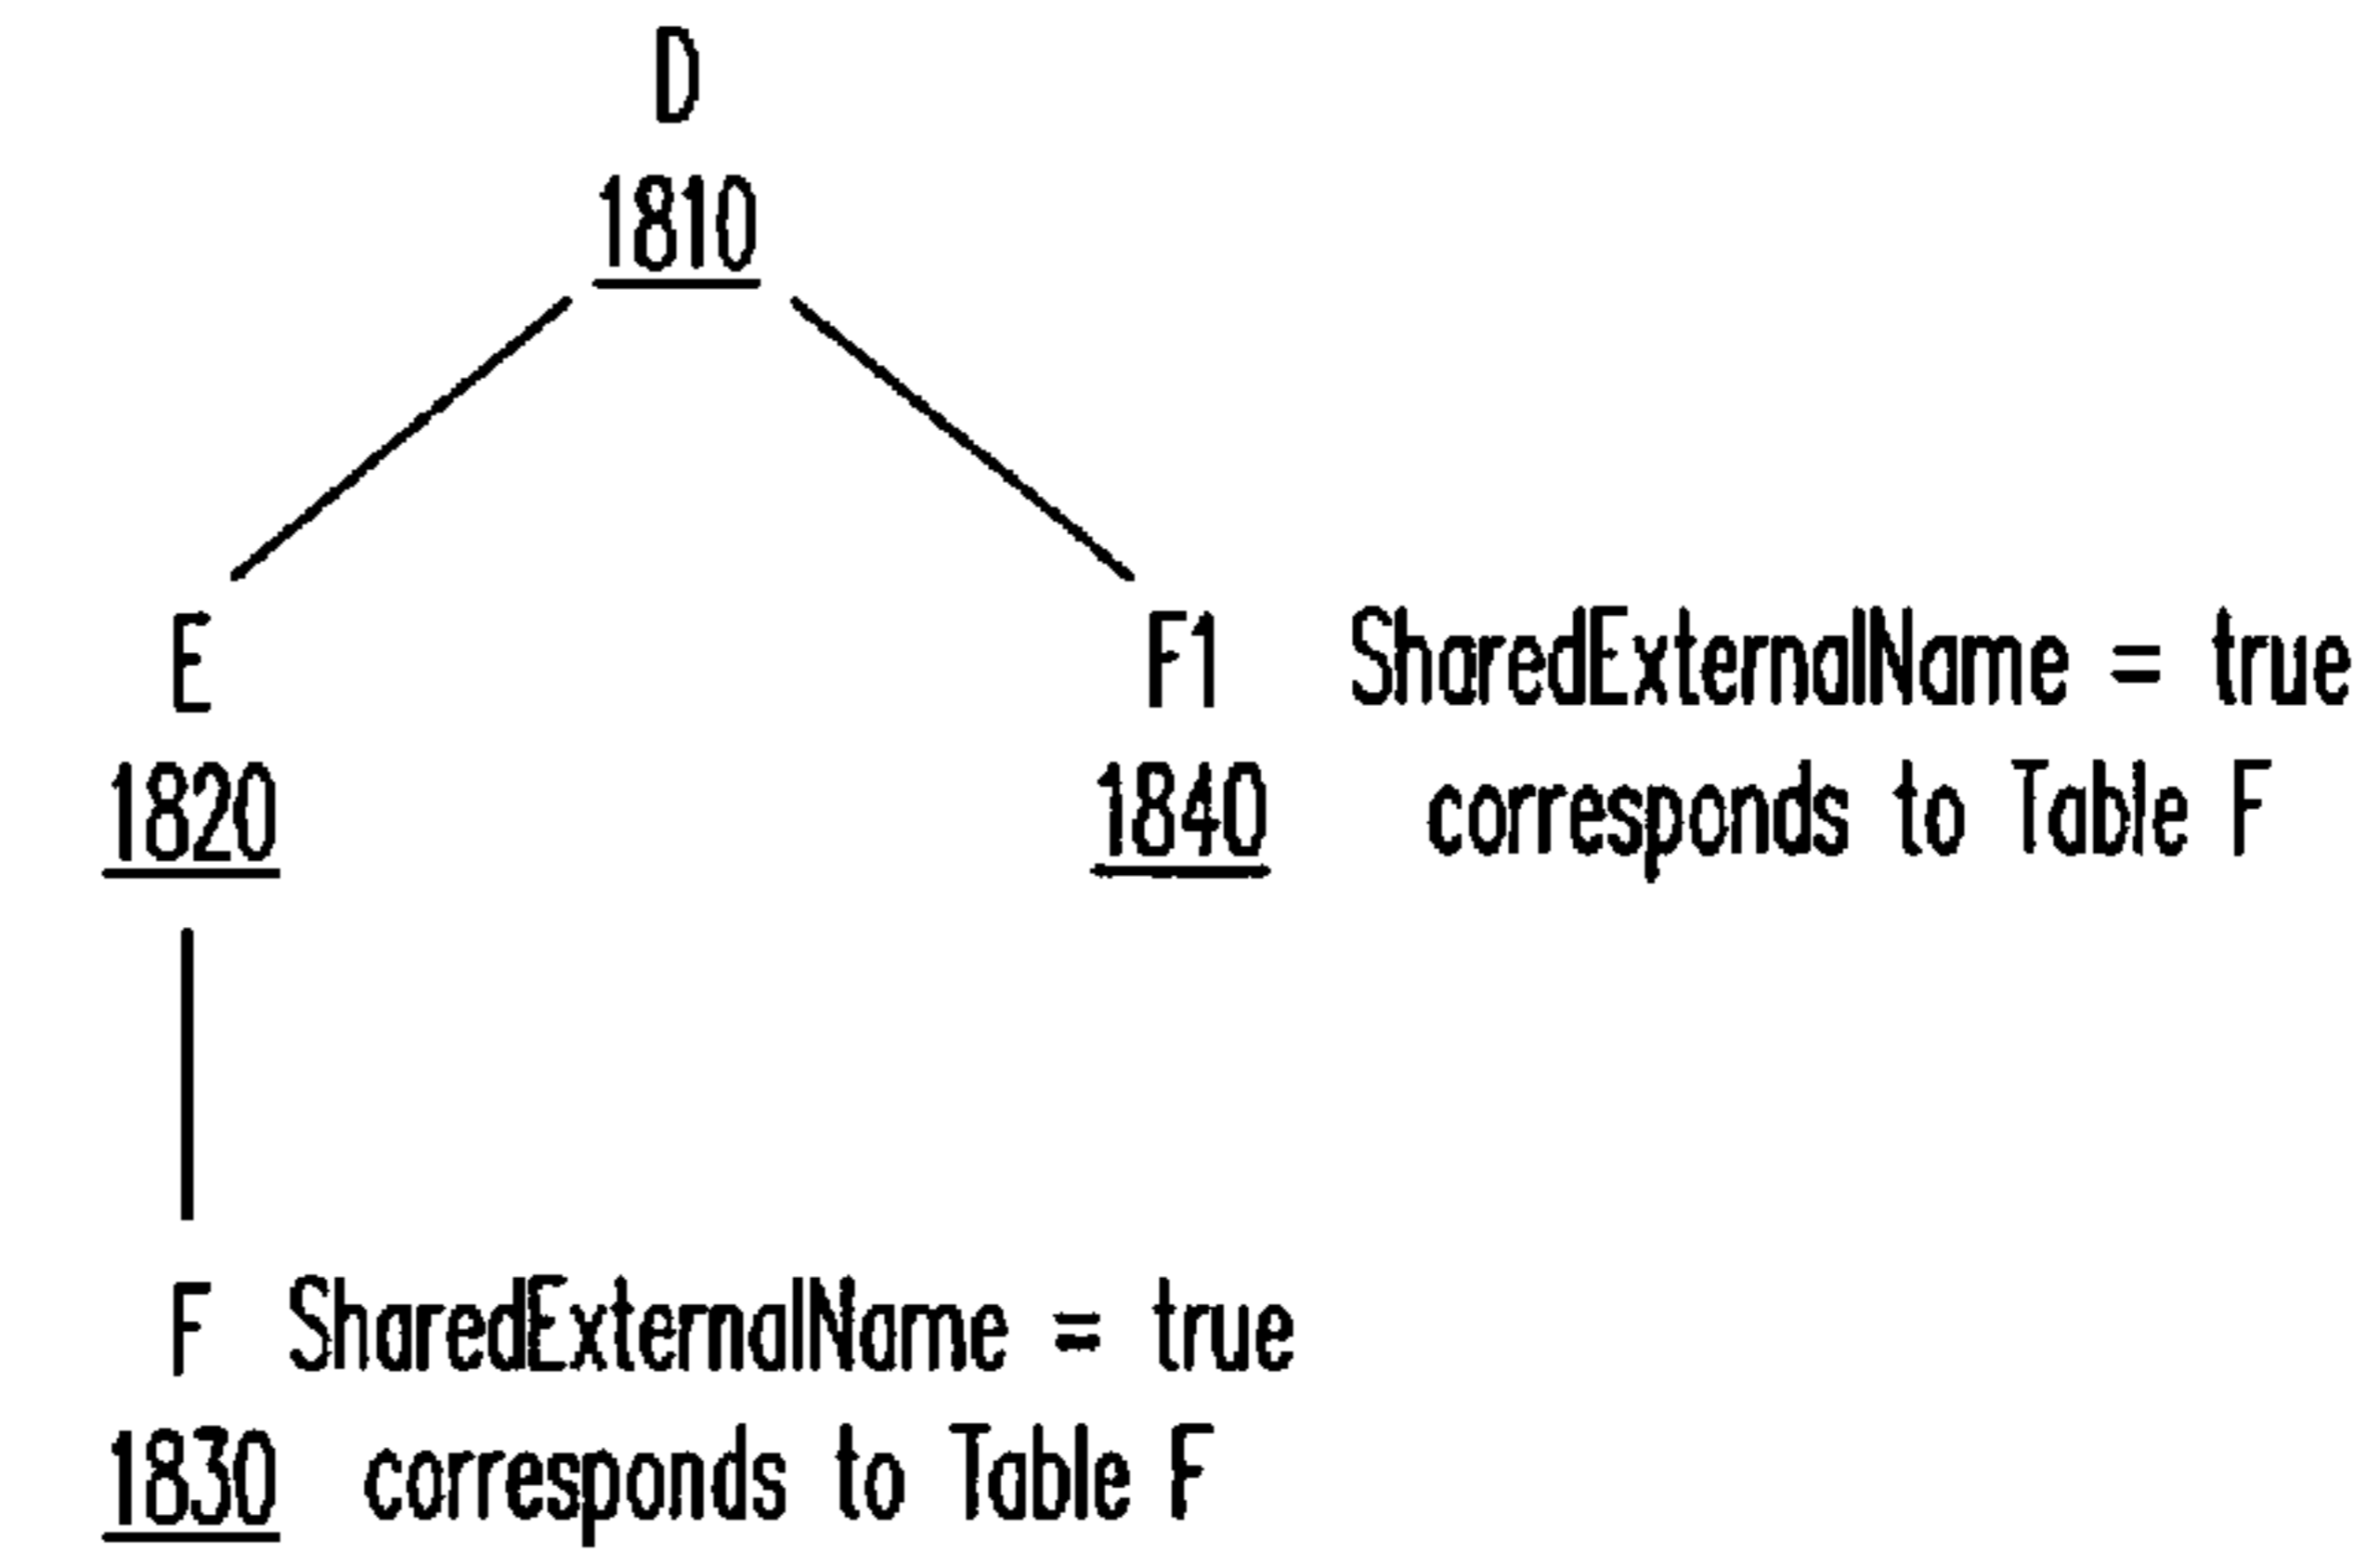 D
1810
E
1820
F1 SharedExternalName = true
1840 corresponds to Table F
F SharedExternalName = true
1830 corresponds to Table F